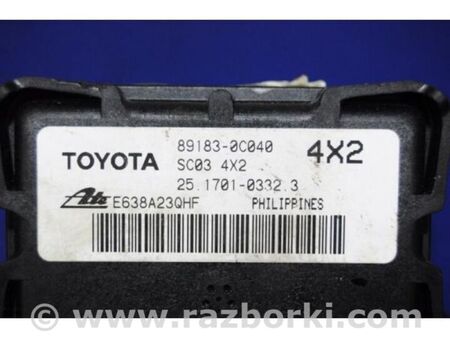 89183-0C040 4X2
TOYOTA SC03 4X2
25.1701-0332.3
Ate E638A23QHF PHILIPPINES
www.razborki.com